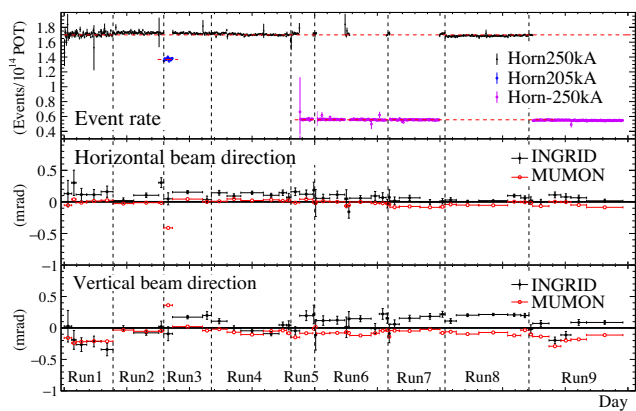 (Events/10¹⁴ POT)
1.8
1.6
1.4
1.2
1
0.8
0.6
0.4
Horn250kA
Horn205kA
Horn-250kA
Event rate
Horizontal beam direction
INGRID
MUMON
(mrad)
0.5
0
−0.5
−1
Vertical beam direction
INGRID
MUMON
(mrad)
0.5
0
−0.5
−1
Run1 Run2 Run3 Run4 Run5 Run6 Run7 Run8 Run9
Day